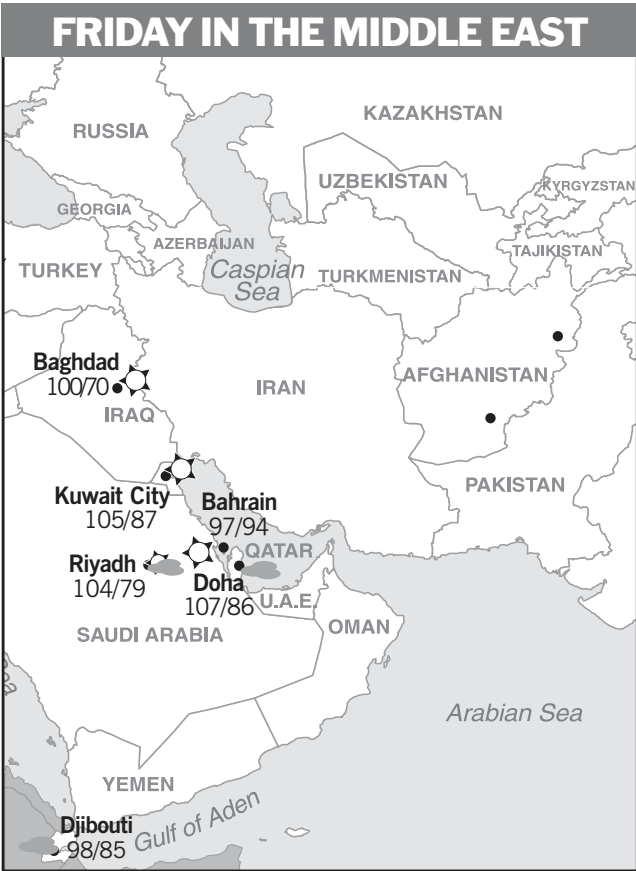 FRIDAY IN THE MIDDLE EAST
KAZAKHSTAN
RUSSIA
UZBEKISTAN
KYRGYZSTAN
GEORGIA
AZERBAIJAN
TAJIKISTAN
TURKEY
Caspian
Sea
TURKMENISTAN
Baghdad
100/70
IRAQ
IRAN
AFGHANISTAN
PAKISTAN
Kuwait City
105/87
Bahrain
97/94
QATAR
Riyadh
104/79
Doha
107/86
U.A.E.
SAUDI ARABIA
OMAN
Arabian Sea
YEMEN
Djibouti
98/85
Gulf of Aden